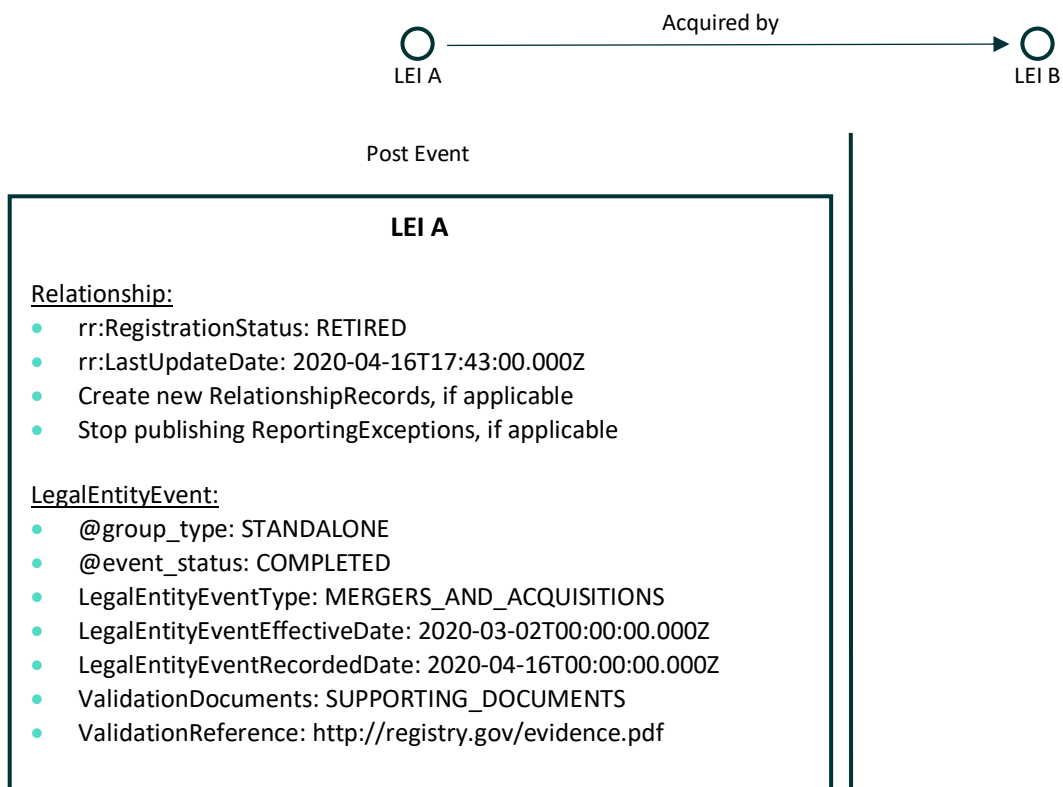 Acquired by
LEI A
LEI B
Post Event
LEI A
Relationship:
• rr:RegistrationStatus: RETIRED
• rr:LastUpdateDate: 2020-04-16T17:43:00.000Z
• Create new RelationshipRecords, if applicable
• Stop publishing ReportingExceptions, if applicable
LegalEntityEvent:
• @group_type: STANDALONE
• @event_status: COMPLETED
• LegalEntityEventType: MERGERS_AND_ACQUISITIONS
• LegalEntityEventEffectiveDate: 2020-03-02T00:00:00.000Z
• LegalEntityEventRecordedDate: 2020-04-16T00:00:00.000Z
• ValidationDocuments: SUPPORTING_DOCUMENTS
• ValidationReference: http://registry.gov/evidence.pdf